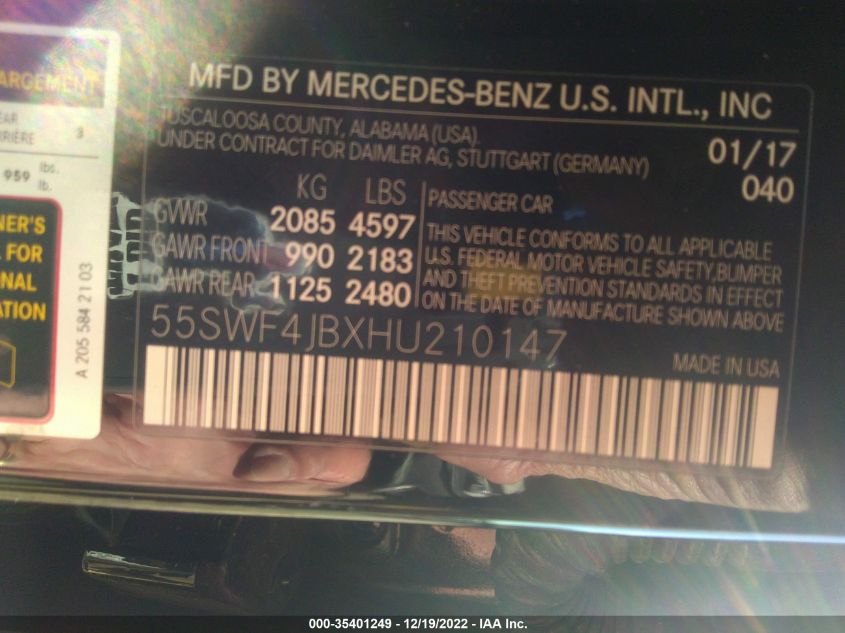 ARGEMENT
EAR
RIÈRE 3
959 lbs.
lb.
NER'S
FOR
ONAL
ATION
A 205 584 21 03
MFD BY MERCEDES-BENZ U.S. INTL., INC
TUSCALOOSA COUNTY, ALABAMA (USA)
UNDER CONTRACT FOR DAIMLER AG, STUTTGART (GERMANY)
01/17
040
KG LBS
GVWR 2085 4597
GAWR FRONT 990 2183
GAWR REAR 1125 2480
PASSENGER CAR
THIS VEHICLE CONFORMS TO ALL APPLICABLE
U.S. FEDERAL MOTOR VEHICLE SAFETY, BUMPER
AND THEFT PREVENTION STANDARDS IN EFFECT
ON THE DATE OF MANUFACTURE SHOWN ABOVE
55SWF4JBXHU210147
MADE IN USA
000-35401249 - 12/19/2022 - IAA Inc.